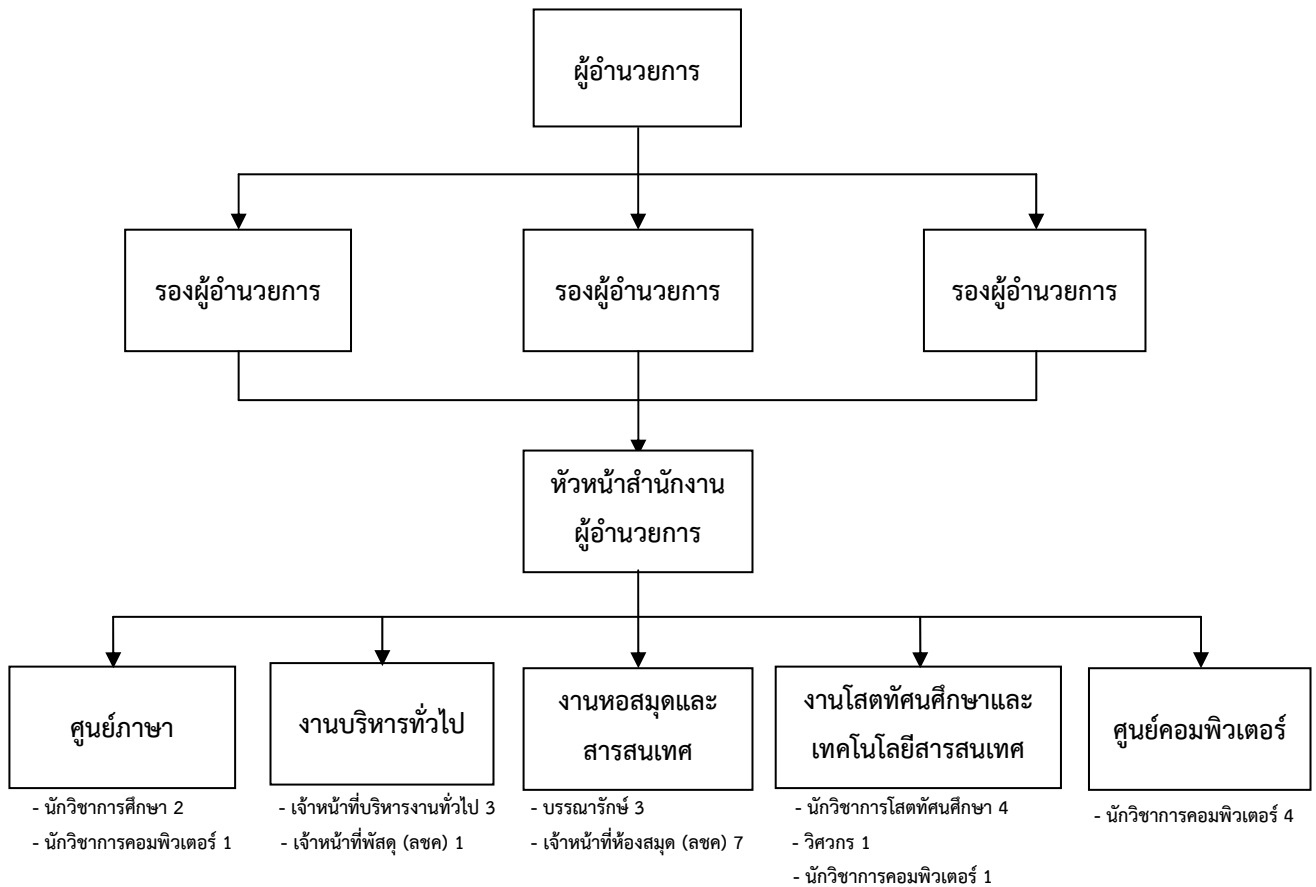 ผู้อำนวยการ
รองผู้อำนวยการ
รองผู้อำนวยการ
รองผู้อำนวยการ
หัวหน้าสำนักงาน
ผู้อำนวยการ
ศูนย์ภาษา
- นักวิชาการศึกษา 2
- นักวิชาการคอมพิวเตอร์ 1
งานบริหารทั่วไป
- เจ้าหน้าที่บริหารงานทั่วไป 3
- เจ้าหน้าที่พัสดุ (ลชค) 1
งานหอสมุดและ
สารสนเทศ
- บรรณารักษ์ 3
- เจ้าหน้าที่ห้องสมุด (ลชค) 7
งานโสตทัศนศึกษาและ
เทคโนโลยีสารสนเทศ
- นักวิชาการโสตทัศนศึกษา 4
- วิศวกร 1
- นักวิชาการคอมพิวเตอร์ 1
ศูนย์คอมพิวเตอร์
- นักวิชาการคอมพิวเตอร์ 4